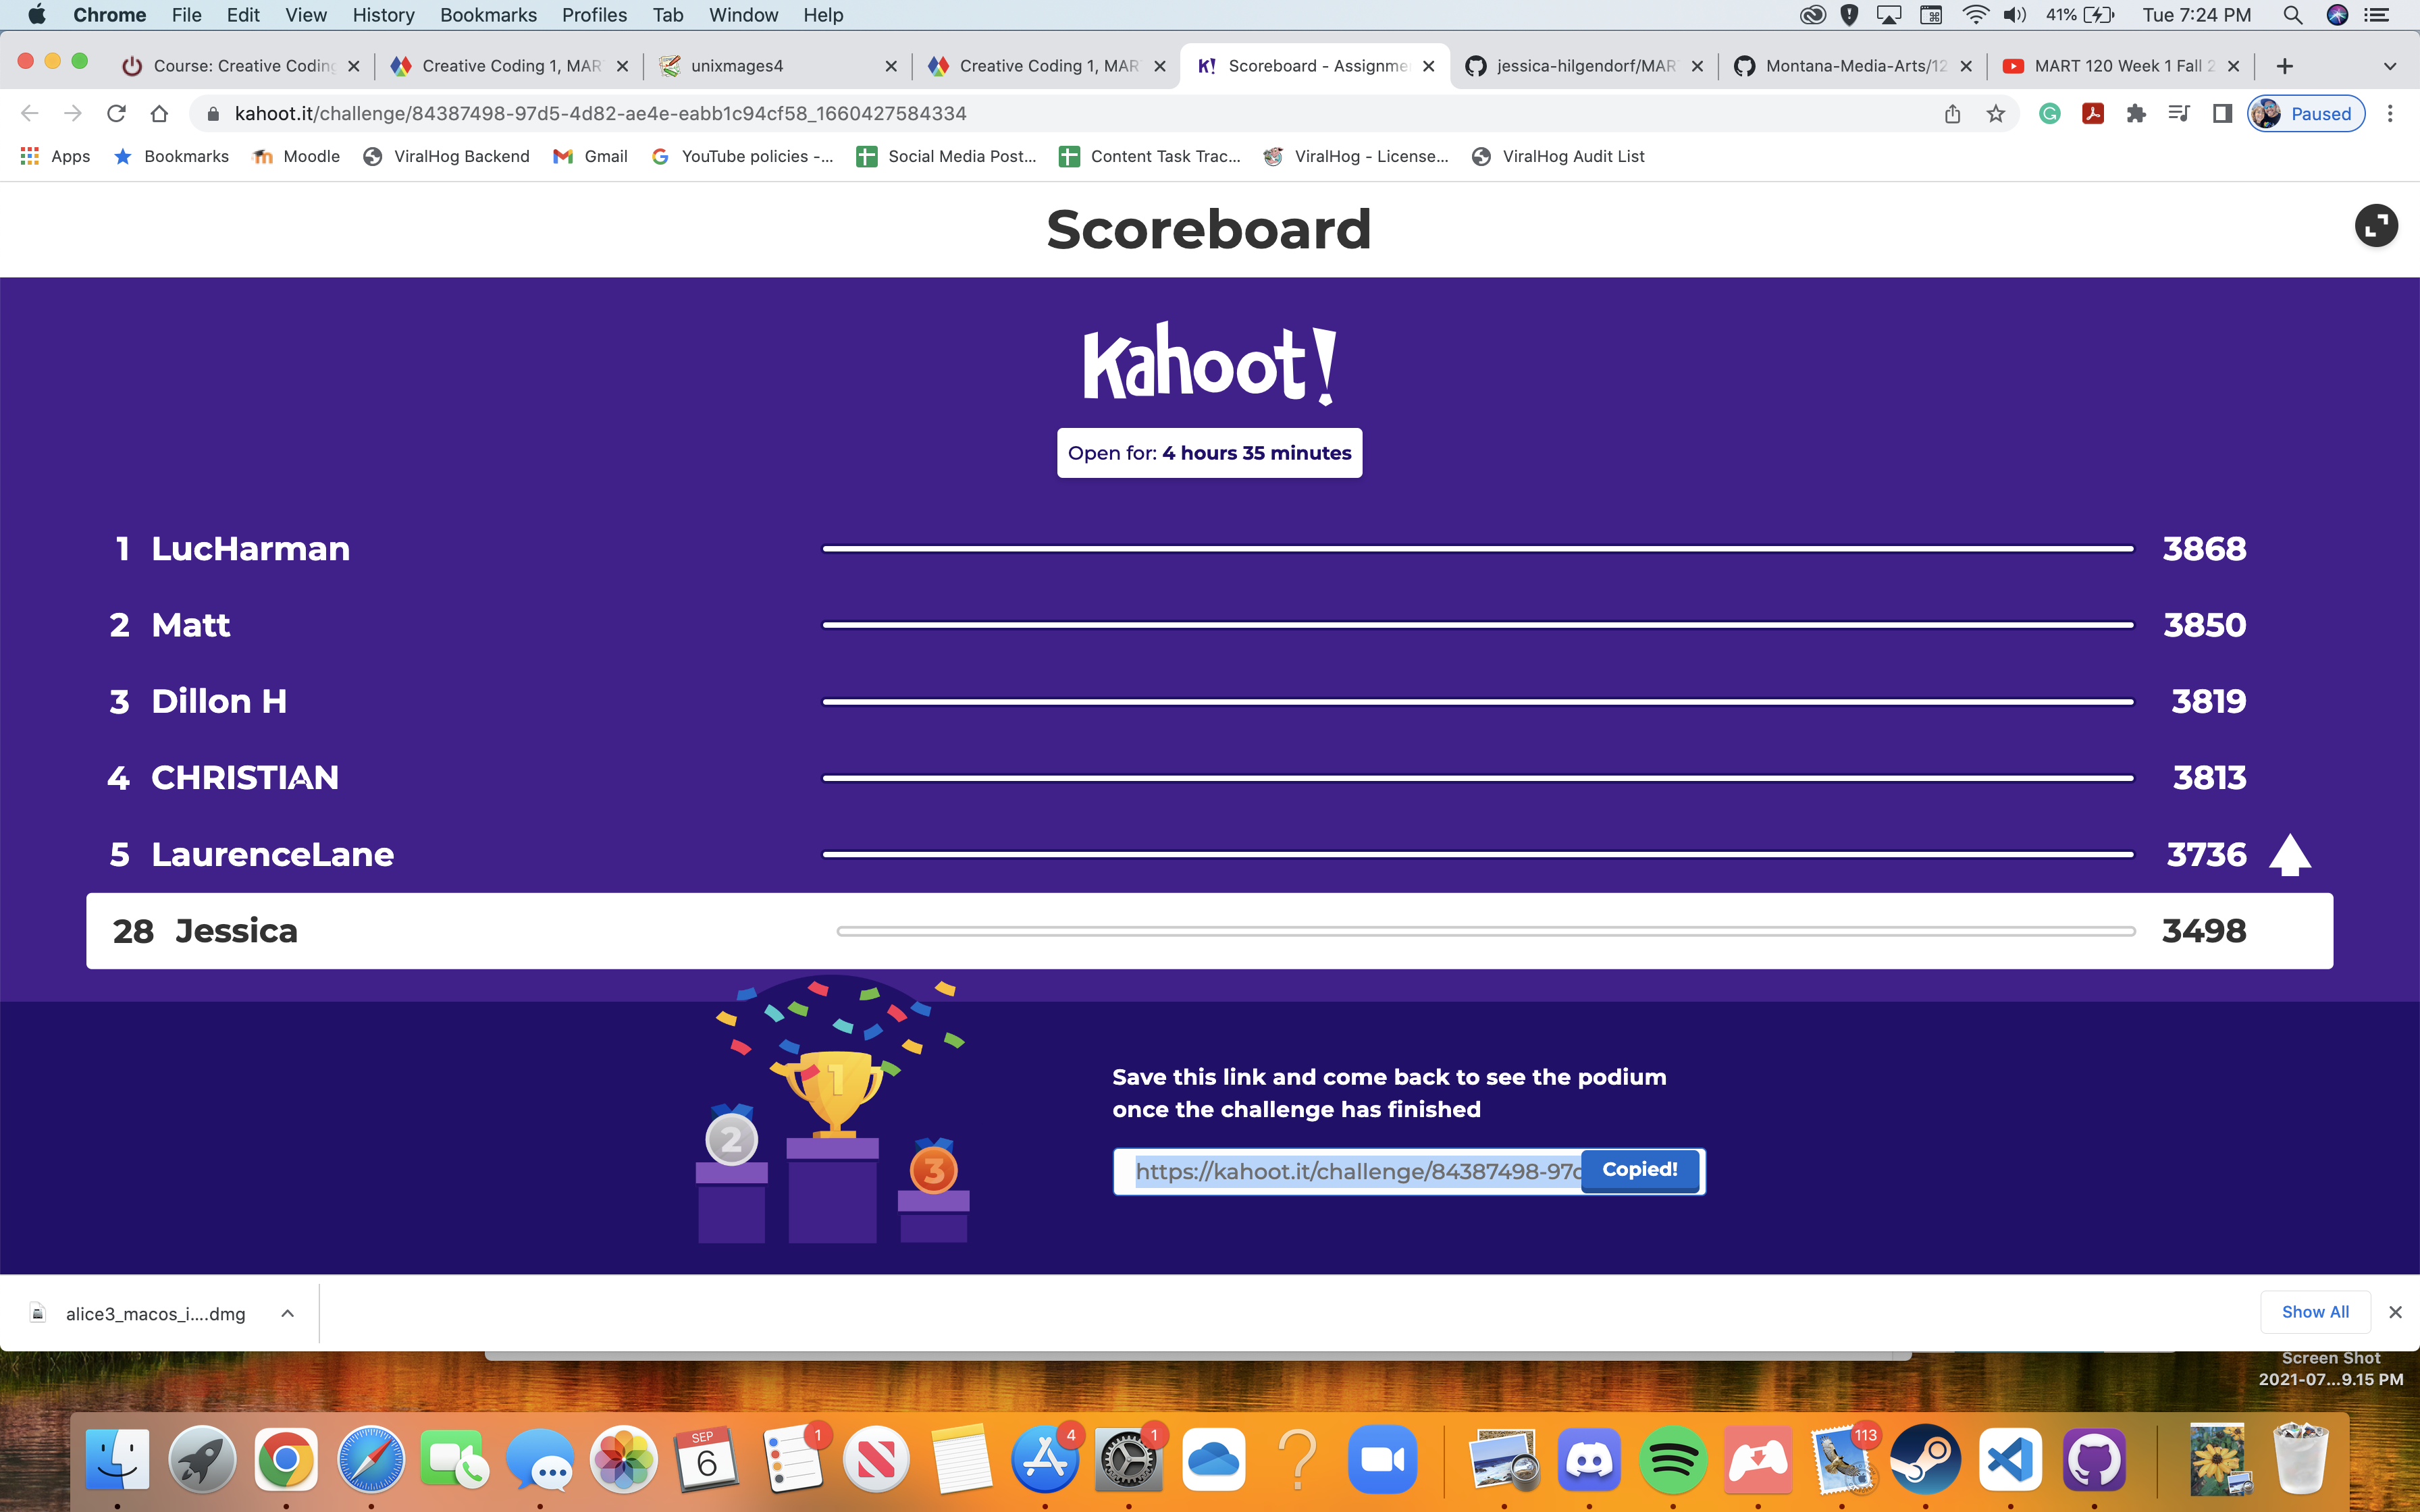 Chrome File Edit View History Bookmarks Profiles Tab Window Help 41% Tue 7:24 PM
Course: Creative Coding Creative Coding 1, MAR unixmages4 Creative Coding 1, MAR K! Scoreboard - Assignme jessica-hilgendorf/MAR Montana-Media-Arts/12 MART 120 Week 1 Fall 2
kahoot.it/challenge/84387498-97d5-4d82-ae4e-eabb1c94cf58_1660427584334 Paused
Apps Bookmarks Moodle ViralHog Backend Gmail YouTube policies -... Social Media Post... Content Task Trac... ViralHog - License... ViralHog Audit List
Scoreboard
Kahoot!
Open for: 4 hours 35 minutes
1 LucHarman 3868
2 Matt 3850
3 Dillon H 3819
4 CHRISTIAN 3813
5 LaurenceLane 3736
28 Jessica 3498
1
2
3
Save this link and come back to see the podium
once the challenge has finished
https://kahoot.it/challenge/84387498-97d Copied!
alice3_macos_i....dmg Show All
Screen Shot
2021-07...9.15 PM
SEP
6
1
4
1
113